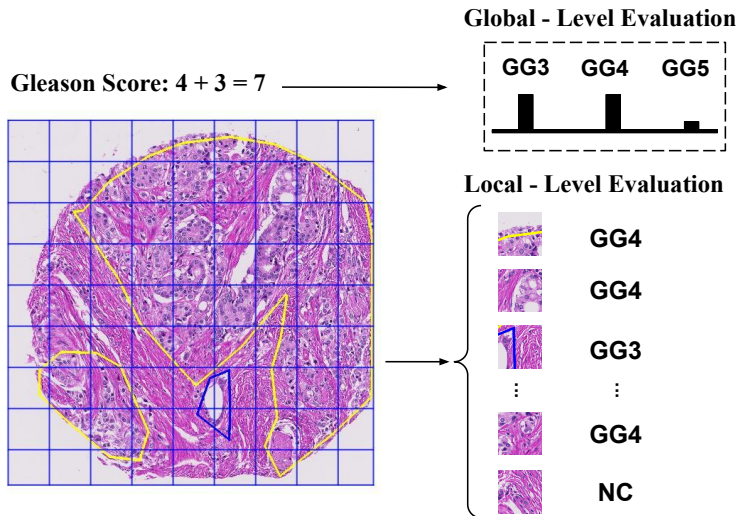 Global - Level Evaluation
GG3 GG4 GG5
Gleason Score: 4 + 3 = 7
Local - Level Evaluation
GG4
GG4
GG3
⋮ ⋮
GG4
NC